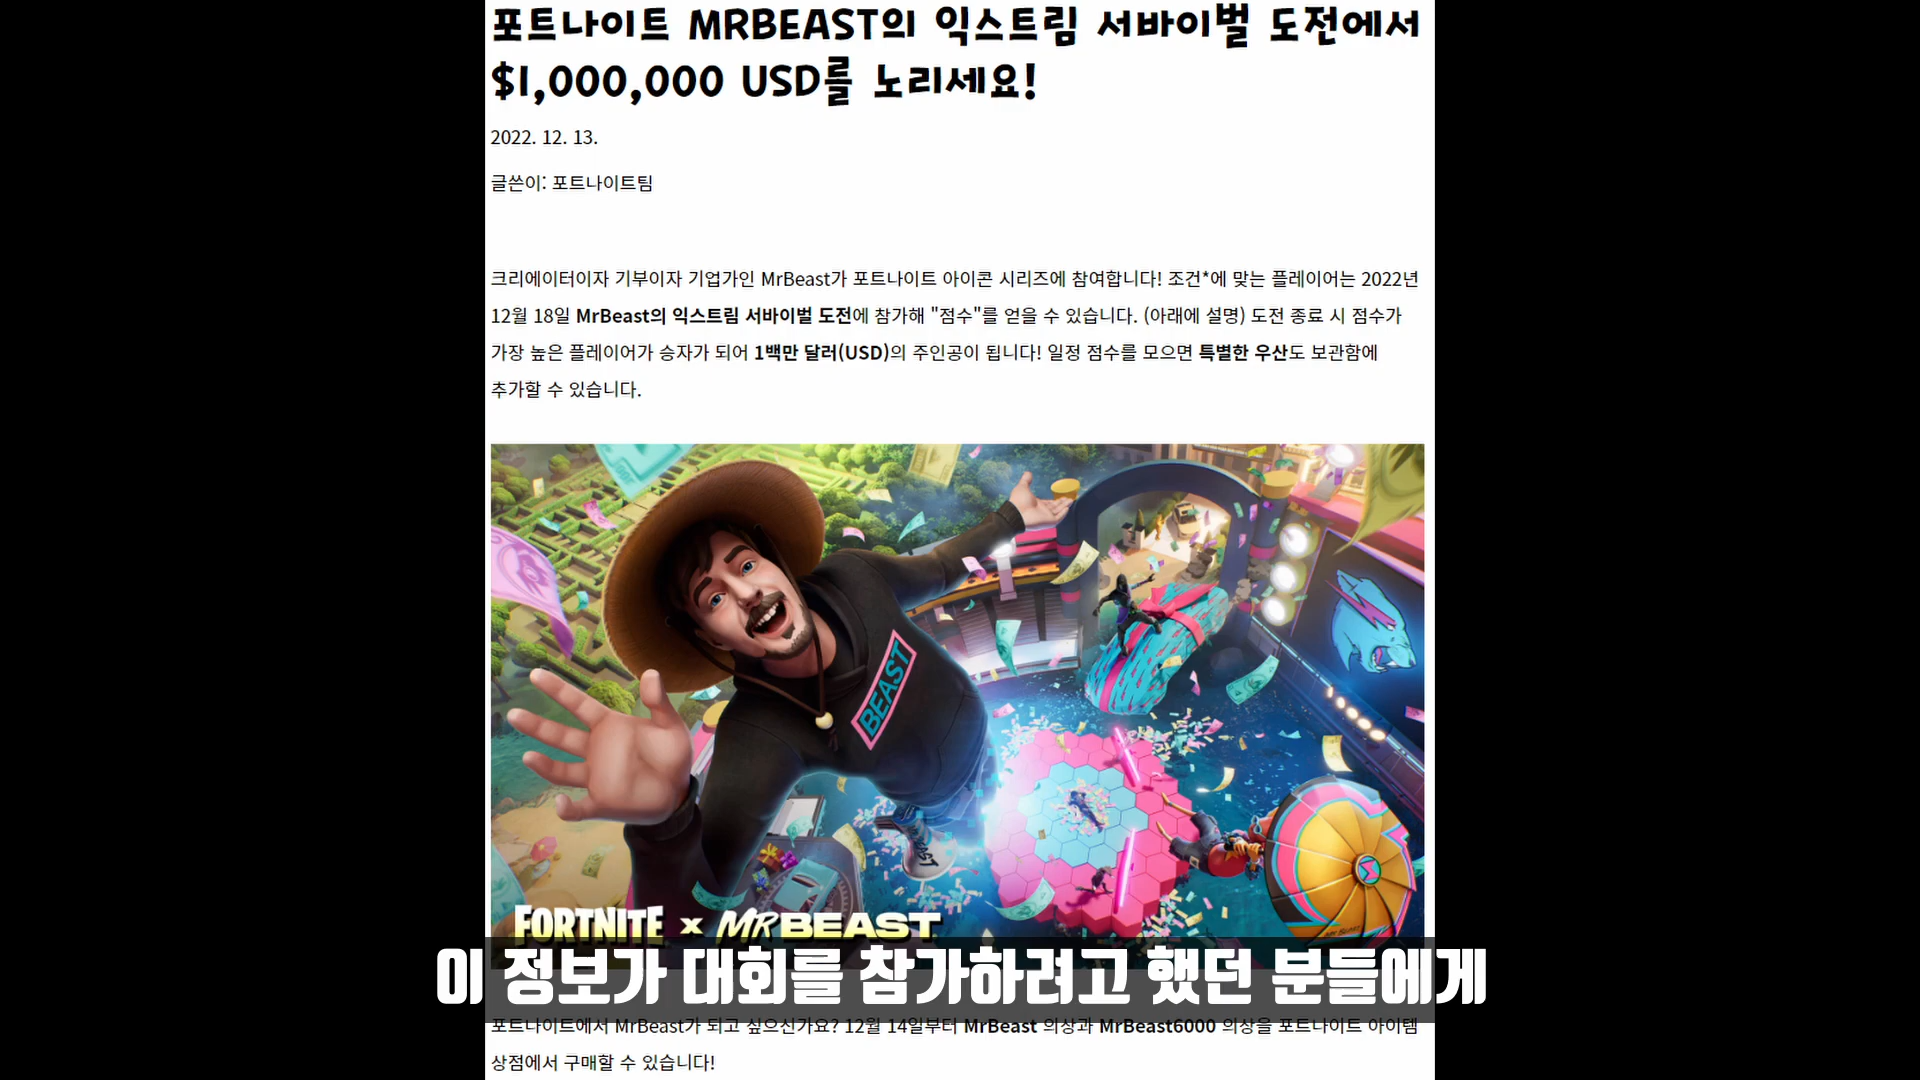 포트나이트 MRBEAST의 익스트림 서바이벌 도전에서
$1,000,000 USD를 노리세요!
2022. 12. 13.
글쓴이: 포트나이트팀
크리에이터이자 기부이자 기업가인 MrBeast가 포트나이트 아이콘 시리즈에 참여합니다! 조건*에 맞는 플레이어는 2022년
12월 18일 MrBeast의 익스트림 서바이벌 도전에 참가해 "점수"를 얻을 수 있습니다. (아래에 설명) 도전 종료 시 점수가
가장 높은 플레이어가 승자가 되어 1백만 달러(USD)의 주인공이 됩니다! 일정 점수를 모으면 특별한 우산도 보관함에
추가할 수 있습니다.
BEAST
FORTNITE x MRBEAST
이 정보가 대회를 참가하려고 했던 분들에게
포트나이트에서 MrBeast가 되고 싶으신가요? 12월 14일부터 MrBeast 의상과 MrBeast6000 의상을 포트나이트 아이템
상점에서 구매할 수 있습니다!